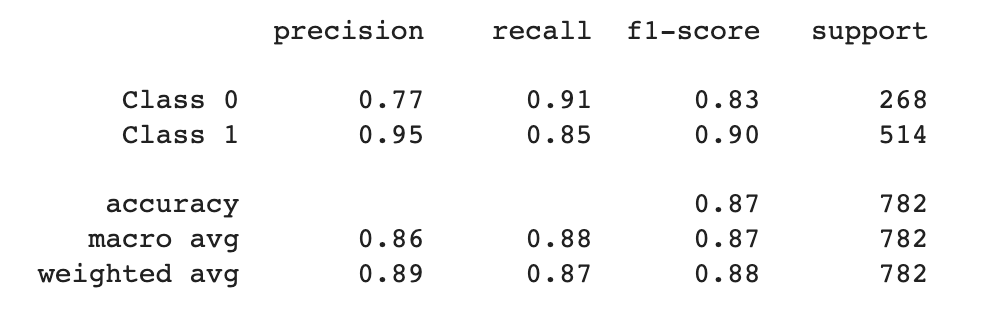 precision recall f1-score support
Class 0 0.77 0.91 0.83 268
Class 1 0.95 0.85 0.90 514
accuracy 0.87 782
macro avg 0.86 0.88 0.87 782
weighted avg 0.89 0.87 0.88 782